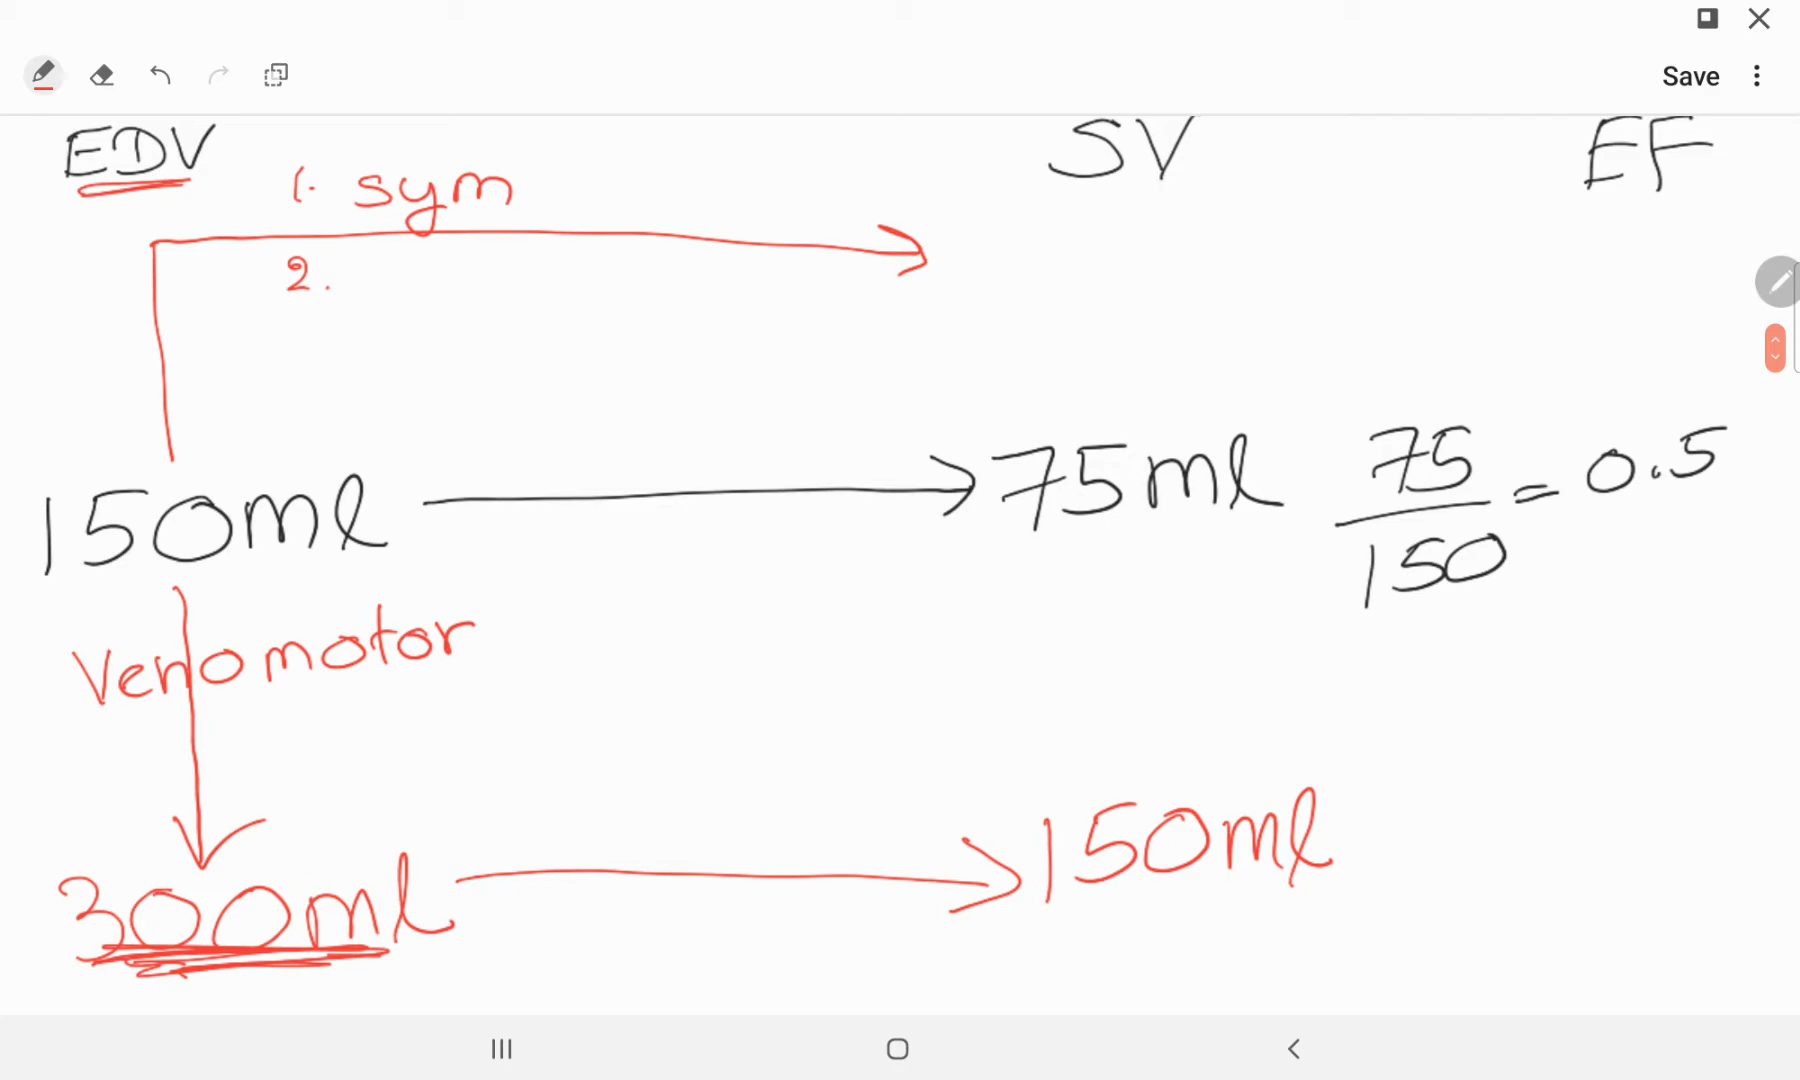 Save
EDV SV EF
1. sym
2.
150ml 75ml 75/150 = 0.5
Venomotor
300ml 150ml